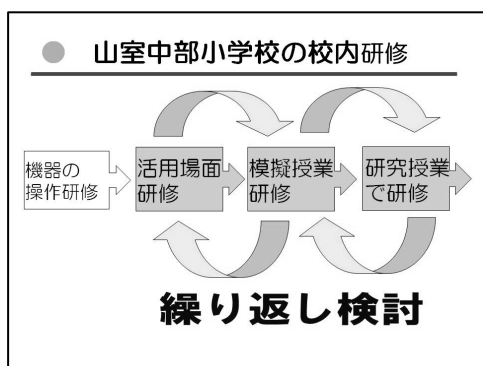 山室中部小学校の校内研修
機器の
操作研修
活用場面
研修
模擬授業
研修
研究授業
で研修
繰り返し検討